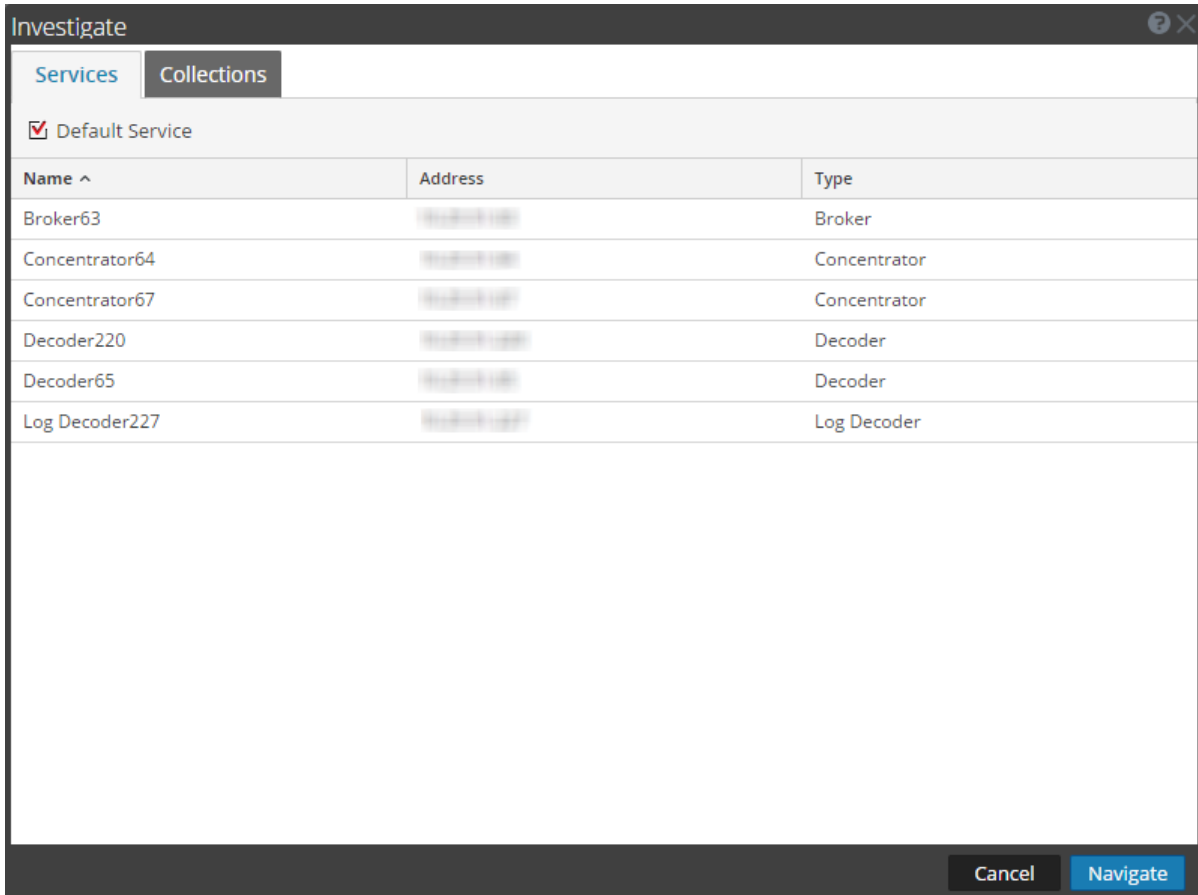 Investigate
Services Collections
Default Service
Name Address Type
Broker63 Broker
Concentrator64 Concentrator
Concentrator67 Concentrator
Decoder220 Decoder
Decoder65 Decoder
Log Decoder227 Log Decoder
Cancel Navigate